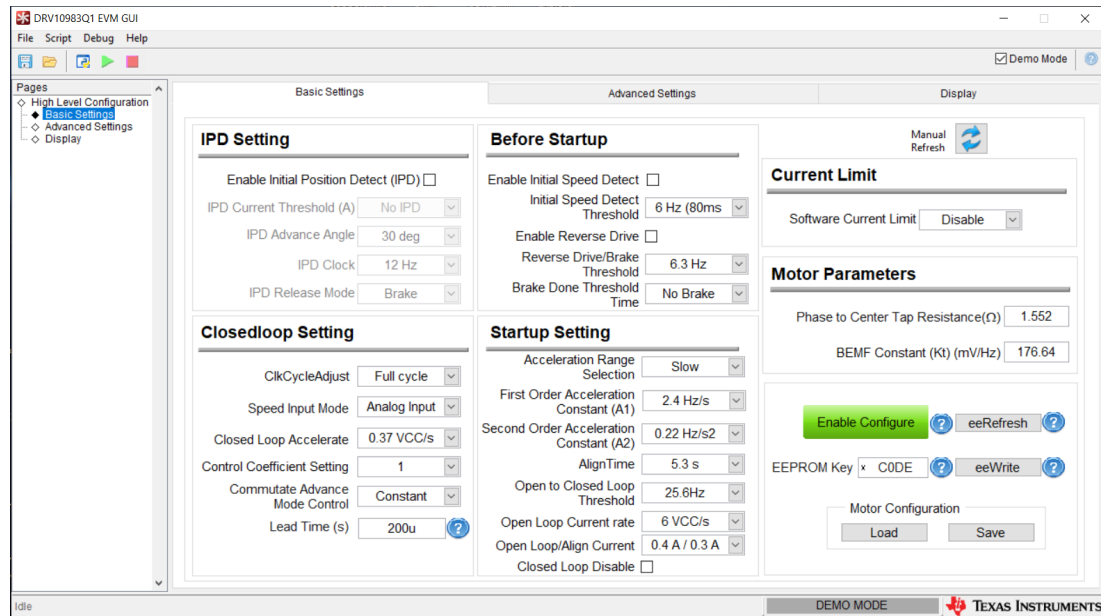 DRV10983Q1 EVM GUI
File Script Debug Help
Demo Mode
Pages
High Level Configuration
Basic Settings
Advanced Settings
Display
Basic Settings
Advanced Settings
Display
IPD Setting
Enable Initial Position Detect (IPD)
IPD Current Threshold (A) No IPD
IPD Advance Angle 30 deg
IPD Clock 12 Hz
IPD Release Mode Brake
Before Startup
Enable Initial Speed Detect
Initial Speed Detect
Threshold 6 Hz (80ms
Enable Reverse Drive
Reverse Drive/Brake
Threshold 6.3 Hz
Brake Done Threshold
Time No Brake
Manual
Refresh
Current Limit
Software Current Limit Disable
Motor Parameters
Phase to Center Tap Resistance(Ω) 1.552
BEMF Constant (Kt) (mV/Hz) 176.64
Closedloop Setting
ClkCycleAdjust Full cycle
Speed Input Mode Analog Input
Closed Loop Accelerate 0.37 VCC/s
Control Coefficient Setting 1
Commutate Advance
Mode Control Constant
Lead Time (s) 200u ?
Startup Setting
Acceleration Range
Selection Slow
First Order Acceleration
Constant (A1) 2.4 Hz/s
Second Order Acceleration
Constant (A2) 0.22 Hz/s2
AlignTime 5.3 s
Open to Closed Loop
Threshold 25.6Hz
Open Loop Current rate 6 VCC/s
Open Loop/Align Current 0.4 A / 0.3 A
Closed Loop Disable
Enable Configure ? eeRefresh ?
EEPROM Key x C0DE ? eeWrite ?
Motor Configuration
Load Save
Idle
DEMO MODE
TEXAS INSTRUMENTS